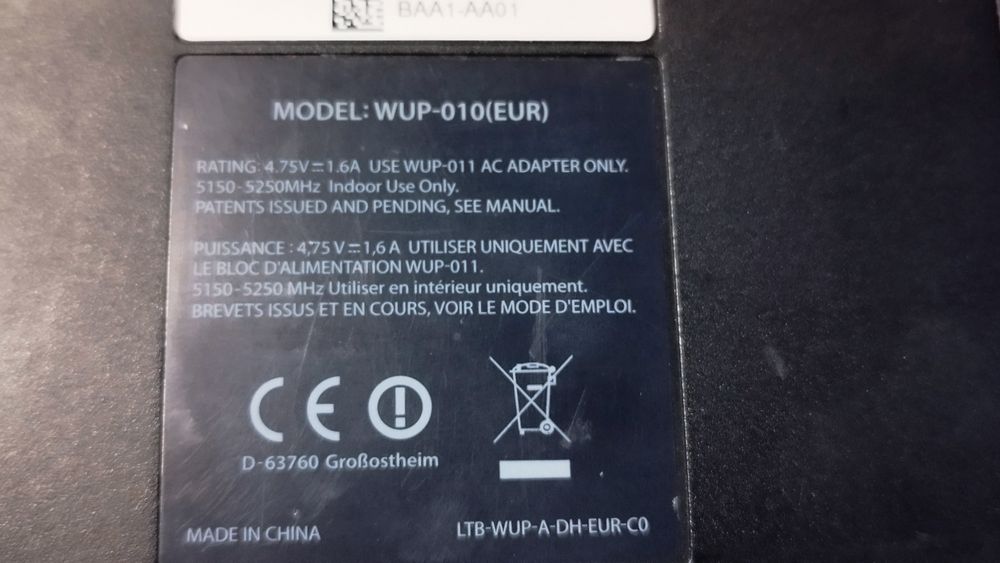 BAA1-AA01
MODEL: WUP-010(EUR)
RATING: 4.75V⎓1.6A USE WUP-011 AC ADAPTER ONLY.
5150-5250MHz Indoor Use Only.
PATENTS ISSUED AND PENDING, SEE MANUAL.
PUISSANCE : 4,75 V⎓1,6 A UTILISER UNIQUEMENT AVEC
LE BLOC D'ALIMENTATION WUP-011.
5150-5250 MHz Utiliser en intérieur uniquement.
BREVETS ISSUS ET EN COURS, VOIR LE MODE D'EMPLOI.
CE
D-63760 Großostheim
MADE IN CHINA
LTB-WUP-A-DH-EUR-C0